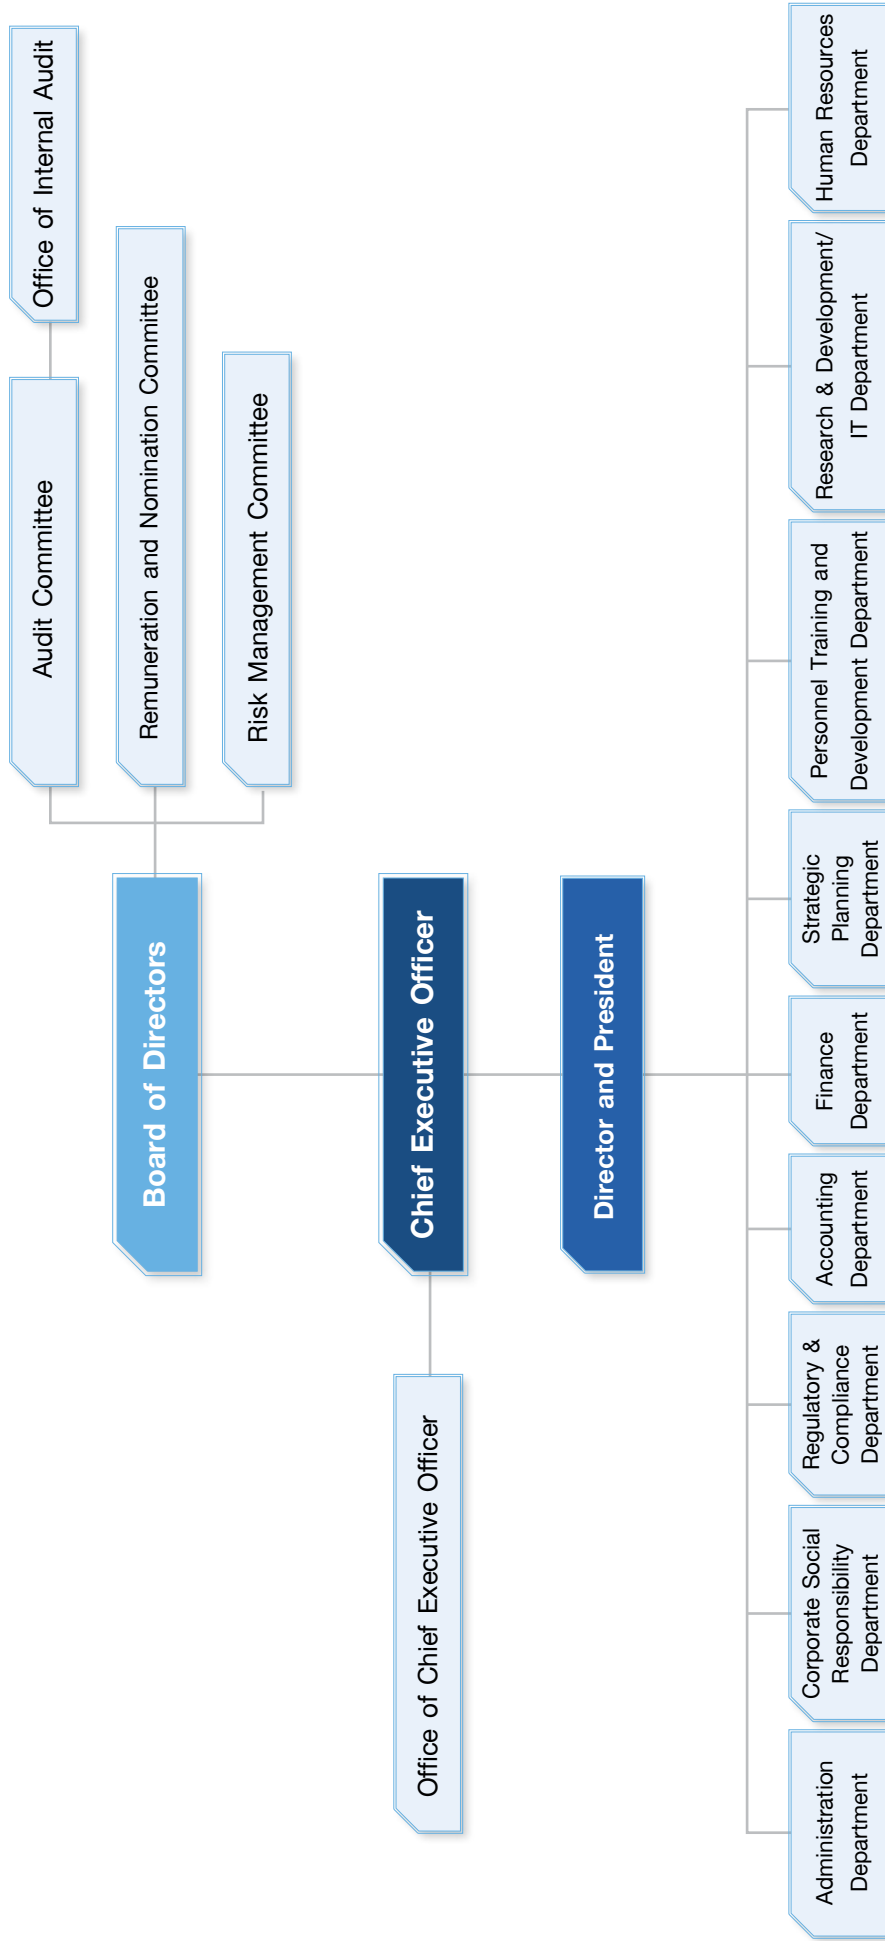 Office of Internal Audit
Audit Committee
Remuneration and Nomination Committee
Risk Management Committee
Board of Directors
Chief Executive Officer
Office of Chief Executive Officer
Director and President
Administration
Department
Corporate Social
Responsibility
Department
Regulatory &
Compliance
Department
Accounting
Department
Finance
Department
Strategic
Planning
Department
Personnel Training and
Development Department
Research & Development/
IT Department
Human Resources
Department